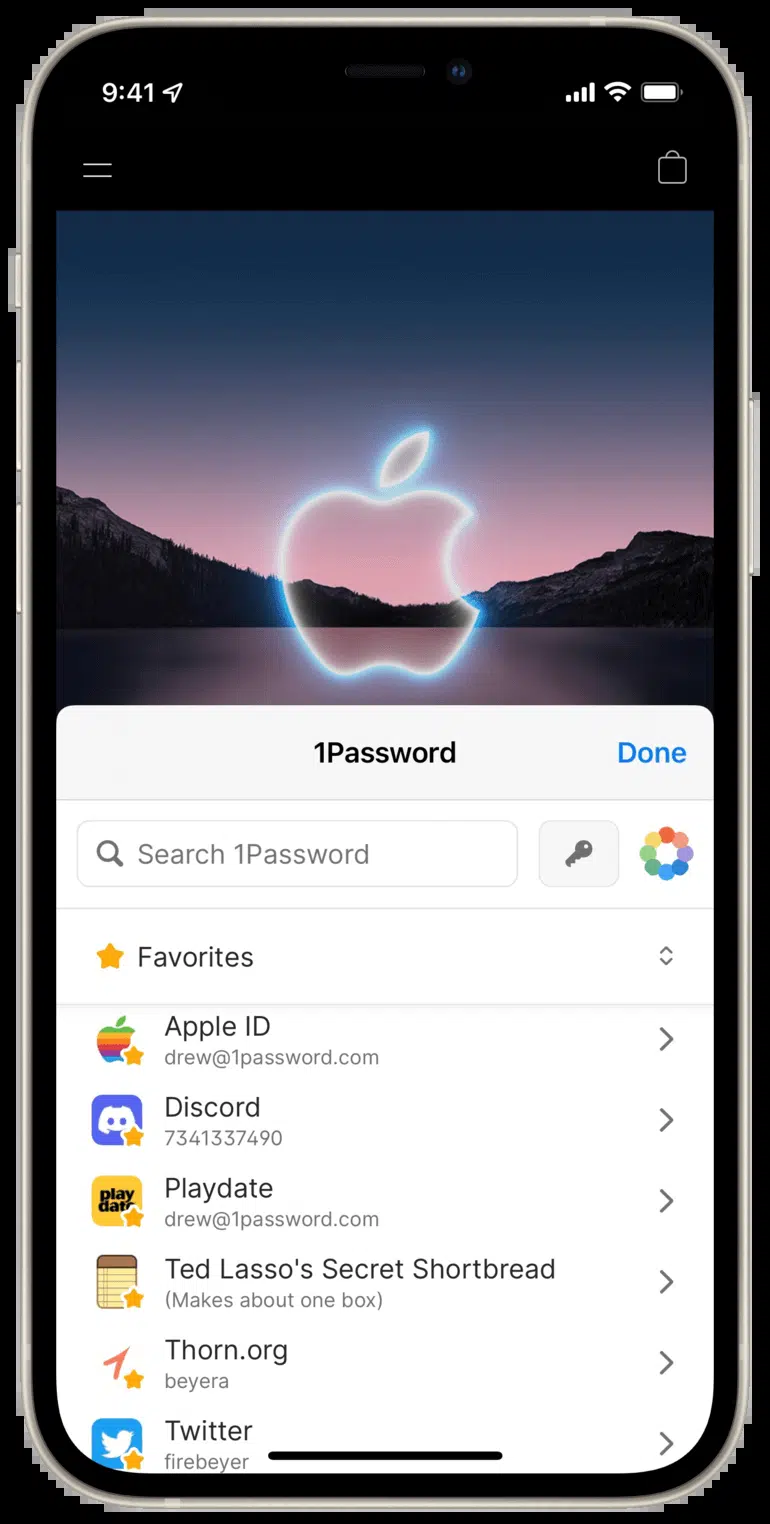 9:41
1Password
Done
Search 1Password
Favorites
Apple ID
drew@1password.com
Discord
7341337490
Playdate
drew@1password.com
play
date
Ted Lasso's Secret Shortbread
(Makes about one box)
Thorn.org
beyera
Twitter
firebeyer